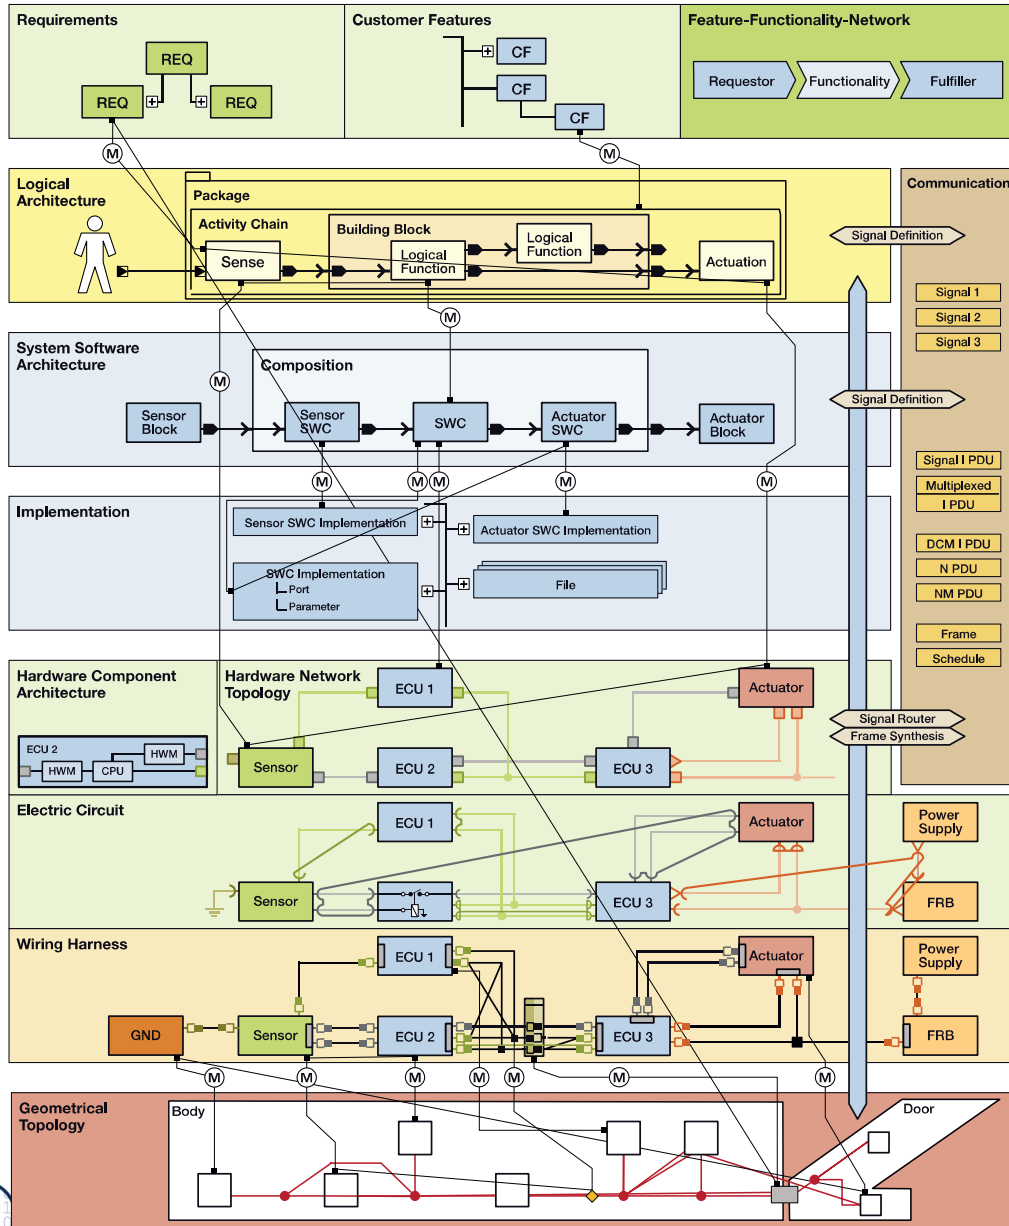 Requirements
REQ
REQ
REQ
Customer Features
CF
CF
CF
Feature-Functionality-Network
Requestor
Functionality
Fulfiller
M
M
Logical
Architecture
Package
Activity Chain
Building Block
Sense
Logical
Function
Logical
Function
Actuation
Communication
Signal Definition
Signal 1
Signal 2
Signal 3
M
System Software
Architecture
Composition
M
Sensor
Block
Sensor
SWC
SWC
Actuator
SWC
Actuator
Block
Signal Definition
M
M
M
M
M
Signal I PDU
Multiplexed
I PDU
DCM I PDU
N PDU
NM PDU
Frame
Schedule
Implementation
Sensor SWC Implementation
Actuator SWC Implementation
SWC Implementation
Port
Parameter
File
Hardware Component
Architecture
ECU 2
HWM
HWM
CPU
Hardware Network
Topology
ECU 1
Actuator
Sensor
ECU 2
ECU 3
Signal Router
Frame Synthesis
Electric Circuit
ECU 1
Actuator
Power
Supply
Sensor
ECU 3
FRB
Wiring Harness
ECU 1
Actuator
Power
Supply
GND
Sensor
ECU 2
ECU 3
FRB
M
M
M
M
M
M
M
Geometrical
Topology
Body
Door